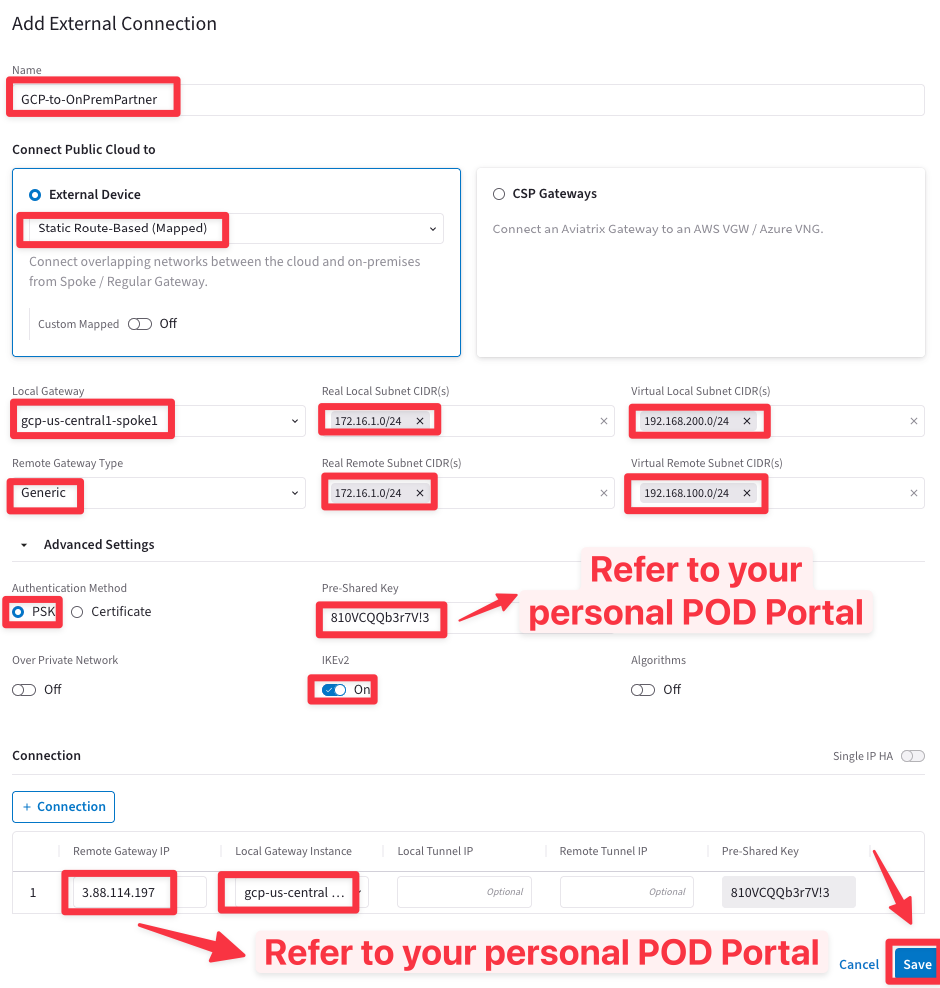 Add External Connection
Name
GCP-to-OnPremPartner
Connect Public Cloud to
External Device
Static Route-Based (Mapped)
Connect overlapping networks between the cloud and on-premises
from Spoke / Regular Gateway.
Custom Mapped Off
CSP Gateways
Connect an Aviatrix Gateway to an AWS VGW / Azure VNG.
Local Gateway Real Local Subnet CIDR(s) Virtual Local Subnet CIDR(s)
gcp-us-central1-spoke1 172.16.1.0/24 192.168.200.0/24
Remote Gateway Type Real Remote Subnet CIDR(s) Virtual Remote Subnet CIDR(s)
Generic 172.16.1.0/24 192.168.100.0/24
Advanced Settings
Authentication Method Pre-Shared Key
PSK Certificate 810VCQQb3r7V!3
Refer to your
personal POD Portal
Over Private Network IKEv2 Algorithms
Off On Off
Connection Single IP HA
+ Connection
Remote Gateway IP Local Gateway Instance Local Tunnel IP Remote Tunnel IP Pre-Shared Key
1 3.88.114.197 gcp-us-central ... Optional Optional 810VCQQb3r7V!3
Refer to your personal POD Portal
Cancel Save